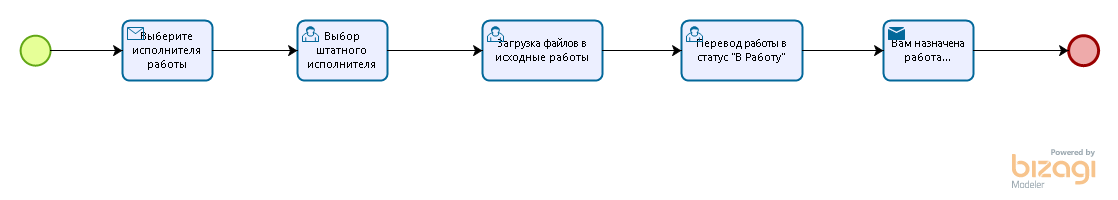 Выберите
исполнителя
работы
Выбор
штатного
исполнителя
Загрузка файлов в
исходные работы
Перевод работы в
статус "В Работу"
Вам назначена
работа...
Powered by
bizagi
Modeler